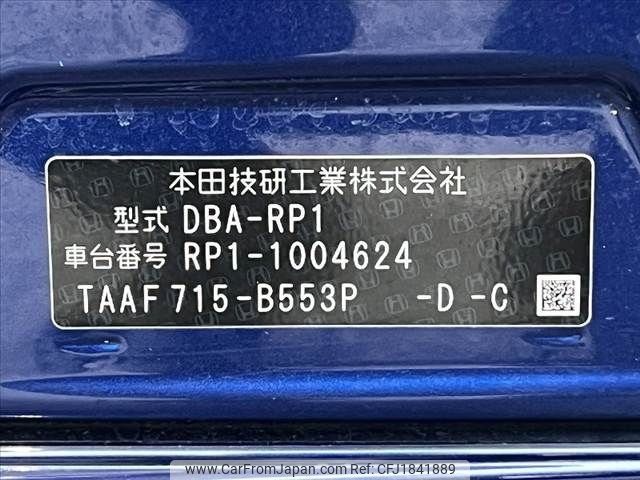 本田技研工業株式会社
型式 DBA-RP1
車台番号 RP1-1004624
TAAF 715-B553P -D -C
www.CarFromJapan.com CFJ1841889